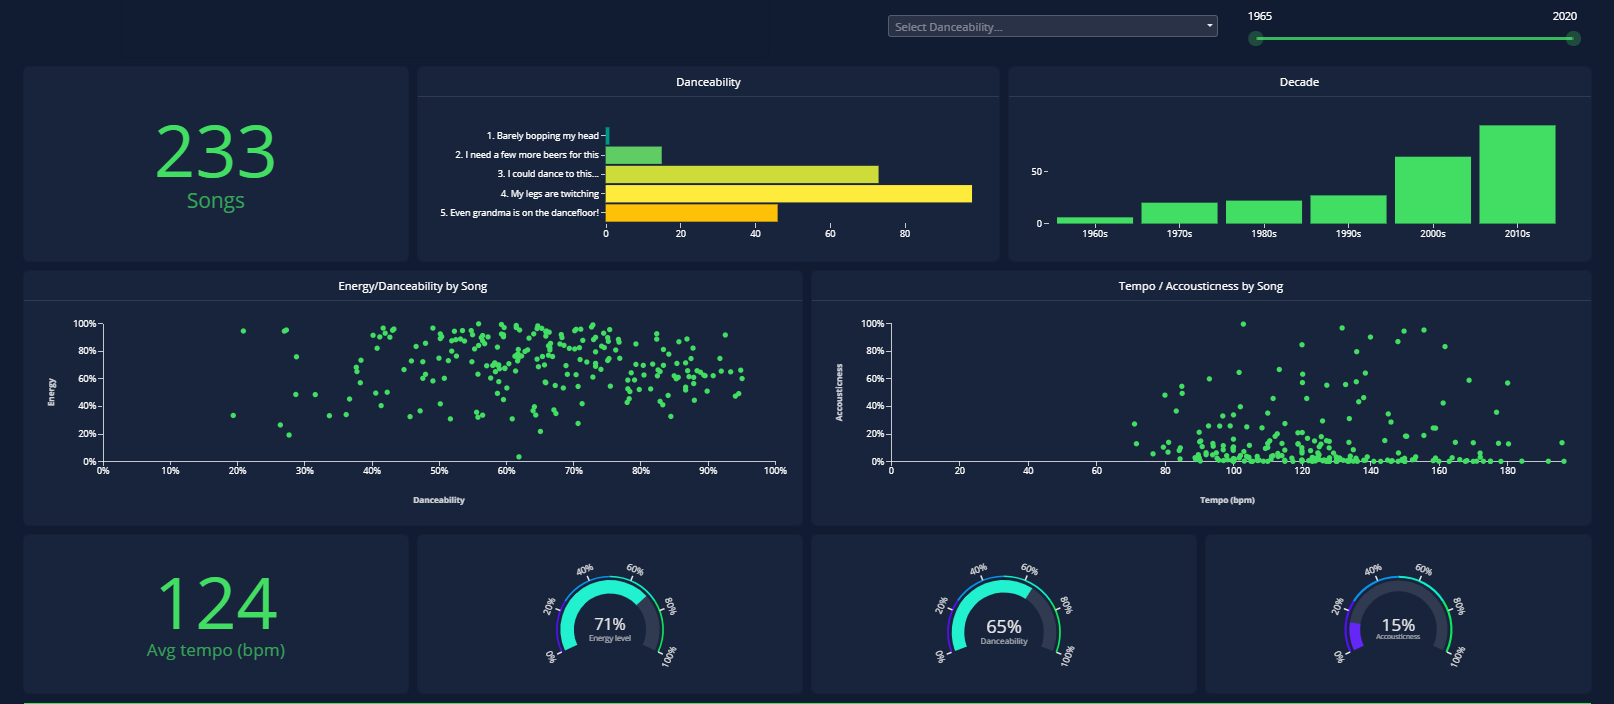 Select Danceability...
1965 2020
233
Songs
Danceability
1. Barely bopping my head
2. I need a few more beers for this
3. I could dance to this...
4. My legs are twitching
5. Even grandma is on the dancefloor!
0 20 40 60 80
Decade
50
0
1960s 1970s 1980s 1990s 2000s 2010s
Energy/Danceability by Song
Energy
100%
80%
60%
40%
20%
0%
0% 10% 20% 30% 40% 50% 60% 70% 80% 90% 100%
Danceability
Tempo / Accousticness by Song
Accousticness
100%
80%
60%
40%
20%
0%
0 20 40 60 80 100 120 140 160 180
Tempo (bpm)
124
Avg tempo (bpm)
0% 20% 40% 60% 80% 100%
71%
Energy level
0% 20% 40% 60% 80% 100%
65%
Danceability
0% 20% 40% 60% 80% 100%
15%
Accousticness